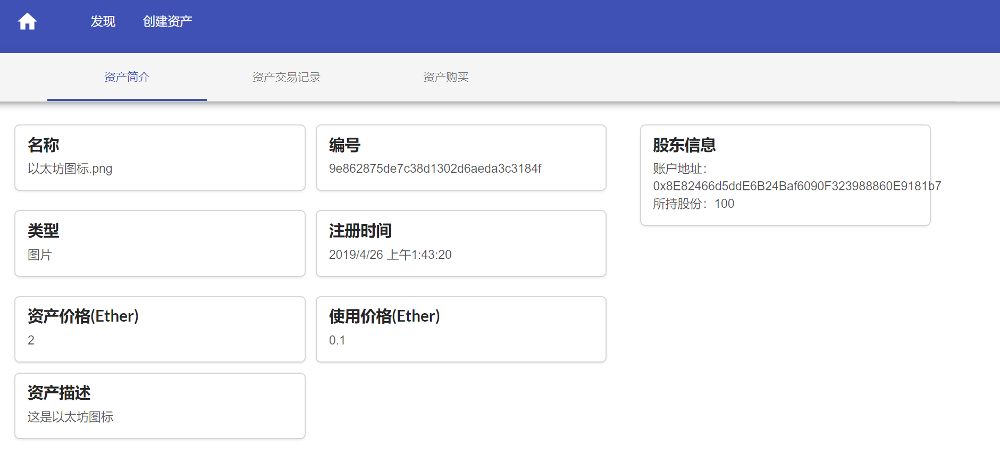 发现
创建资产
资产简介
资产交易记录
资产购买
名称
以太坊图标.png
编号
9e862875de7c38d1302d6aeda3c3184f
股东信息
账户地址：
0x8E82466d5ddE6B24Baf6090F323988860E9181b7
所持股份：100
类型
图片
注册时间
2019/4/26 上午1:43:20
资产价格(Ether)
2
使用价格(Ether)
0.1
资产描述
这是以太坊图标